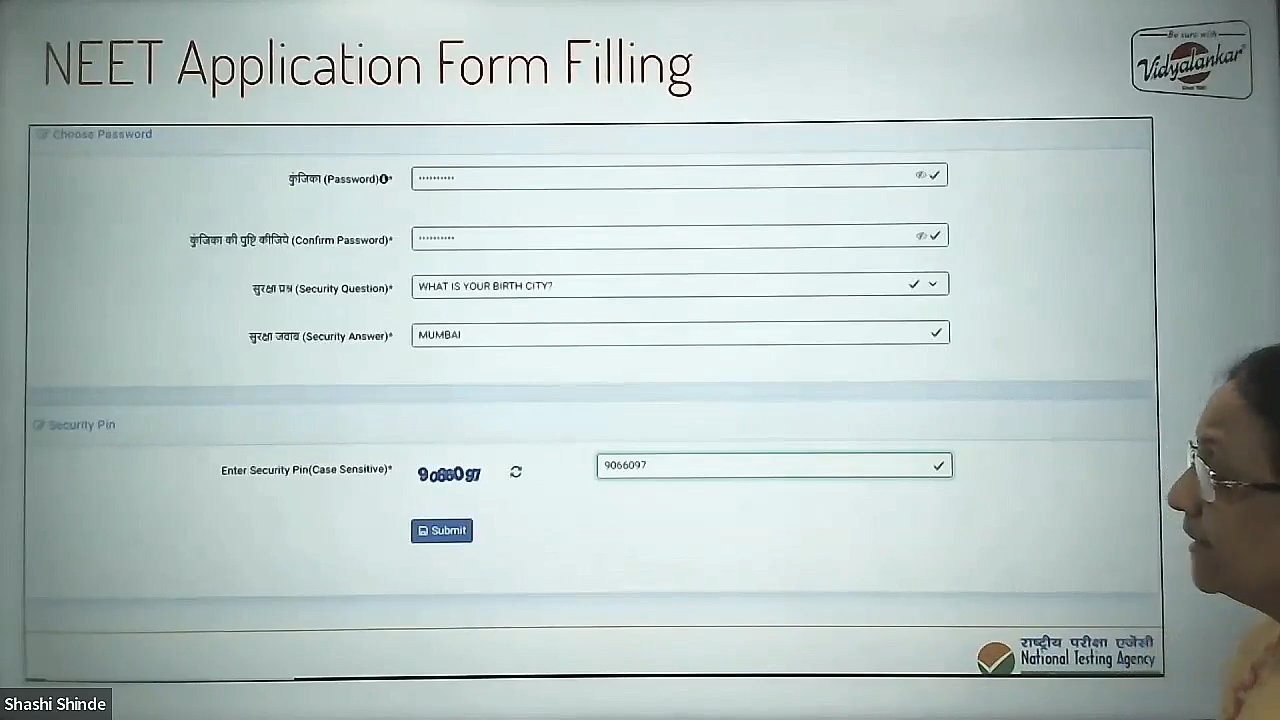 NEET Application Form Filling
Be sure with
Vidyalankar
Choose Password
कुंजिका (Password)*
कुंजिका की पुष्टि कीजिये (Confirm Password)*
सुरक्षा प्रश्न (Security Question)*
WHAT IS YOUR BIRTH CITY?
सुरक्षा जवाब (Security Answer)*
MUMBAI
Security Pin
Enter Security Pin(Case Sensitive)*
9066097
9066097
Submit
राष्ट्रीय परीक्षा एजेंसी
National Testing Agency
Shashi Shinde